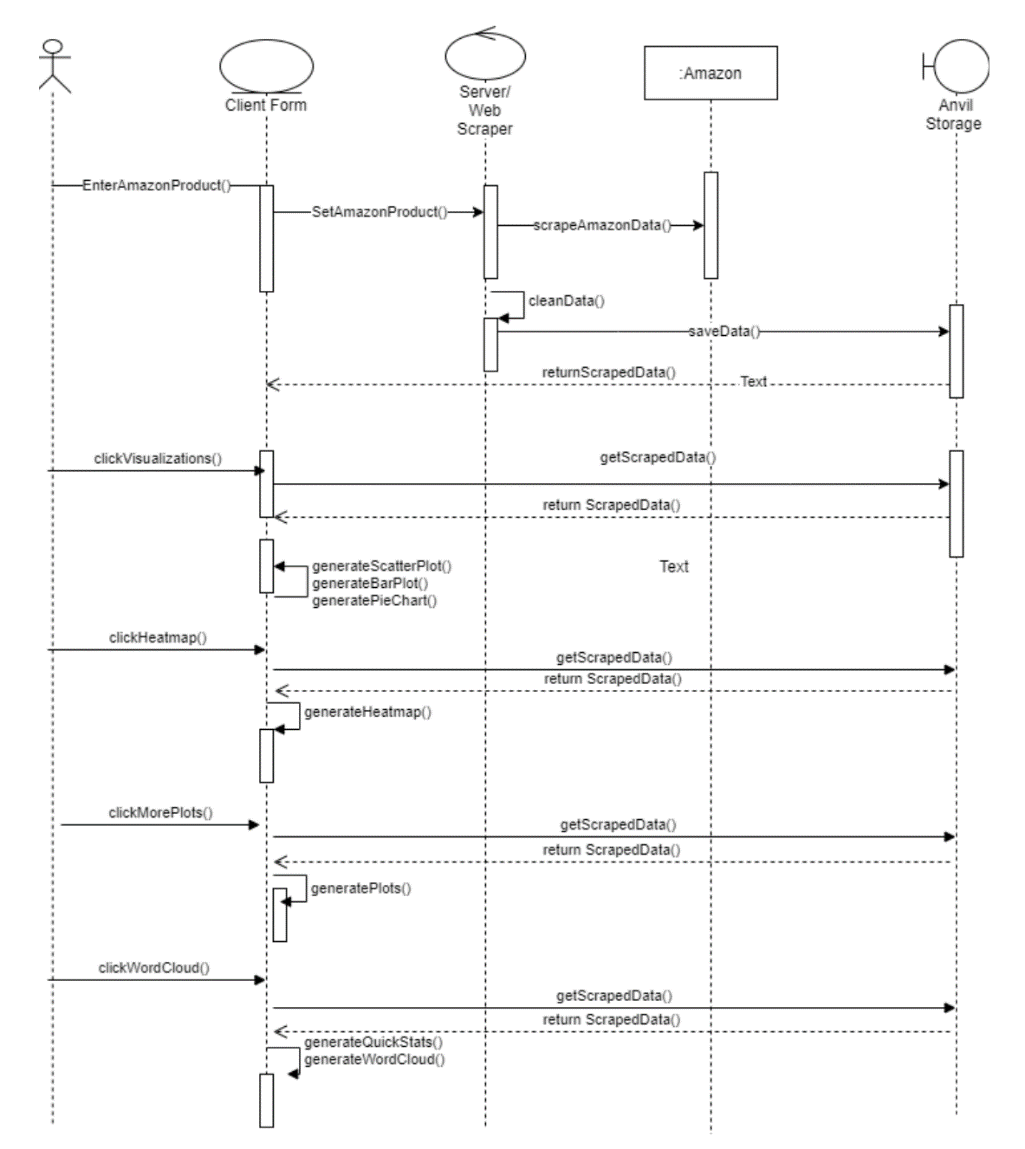 Client Form
Server/
Web
Scraper
:Amazon
Anvil
Storage
EnterAmazonProduct()
SetAmazonProduct()
scrapeAmazonData()
cleanData()
saveData()
returnScrapedData()
Text
clickVisualizations()
getScrapedData()
return ScrapedData()
generateScatterPlot()
generateBarPlot()
generatePieChart()
Text
clickHeatmap()
getScrapedData()
return ScrapedData()
generateHeatmap()
clickMorePlots()
getScrapedData()
return ScrapedData()
generatePlots()
clickWordCloud()
getScrapedData()
return ScrapedData()
generateQuickStats()
generateWordCloud()